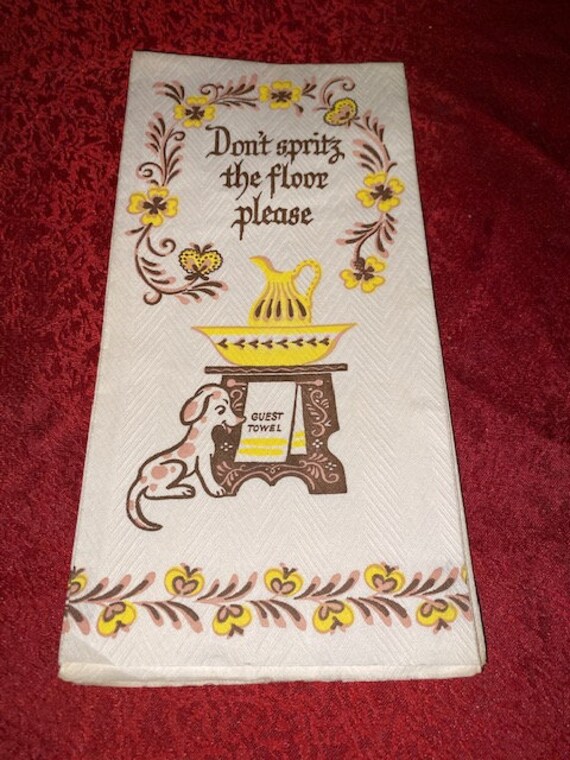 Don't spritz
the floor
please
GUEST
TOWEL